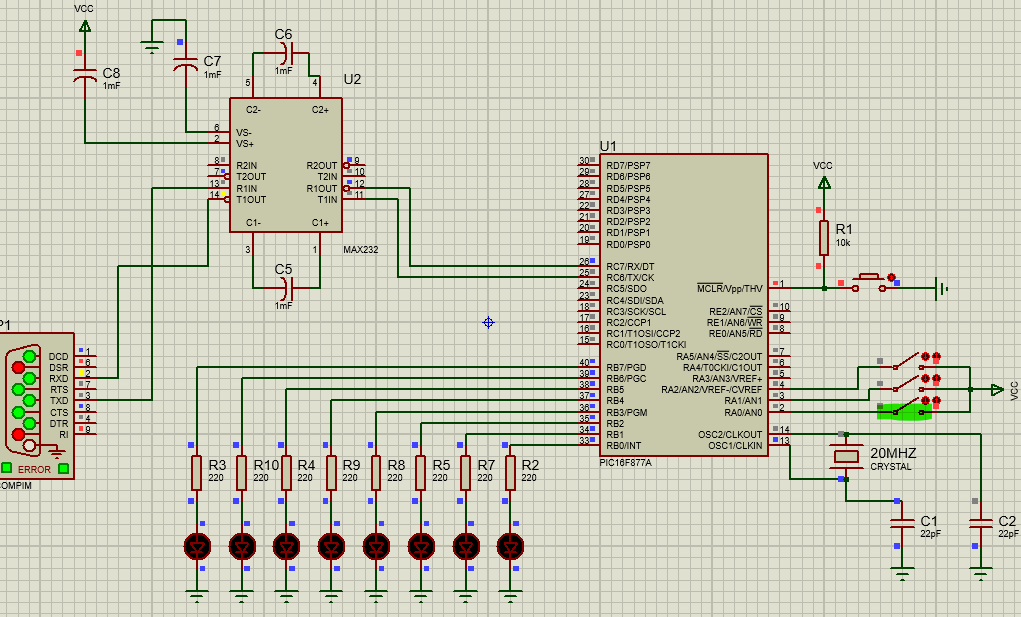 VCC
C8
1mF
C7
1mF
C6
1mF
U2
5
4
C2-
C2+
6
VS-
2
VS+
8
R2IN
R2OUT
9
7
T2OUT
T2IN
10
13
R1IN
R1OUT
12
14
T1OUT
T1IN
11
C1-
C1+
3
1
MAX232
C5
1mF
U1
30
RD7/PSP7
29
RD6/PSP6
28
RD5/PSP5
27
RD4/PSP4
22
RD3/PSP3
21
RD2/PSP2
20
RD1/PSP1
19
RD0/PSP0
26
RC7/RX/DT
25
RC6/TX/CK
24
RC5/SDO
23
RC4/SDI/SDA
18
RC3/SCK/SCL
17
RC2/CCP1
16
RC1/T1OSI/CCP2
15
RC0/T1OSO/T1CKI
40
RB7/PGD
39
RB6/PGC
38
RB5
37
RB4
36
RB3/PGM
35
RB2
34
RB1
33
RB0/INT
MCLR/Vpp/THV
1
RE2/AN7/CS
10
RE1/AN6/WR
9
RE0/AN5/RD
8
RA5/AN4/SS/C2OUT
7
RA4/T0CKI/C1OUT
6
RA3/AN3/VREF+
5
RA2/AN2/VREF-/CVREF
4
RA1/AN1
3
RA0/AN0
2
OSC2/CLKOUT
14
OSC1/CLKIN
13
PIC16F877A
VCC
R1
10k
VCC
20MHZ
CRYSTAL
C1
22pF
C2
22pF
P1
DCD
1
DSR
6
RXD
2
RTS
7
TXD
3
CTS
8
DTR
4
RI
9
ERROR
COMPIM
R3
220
R10
220
R4
220
R9
220
R8
220
R5
220
R7
220
R2
220